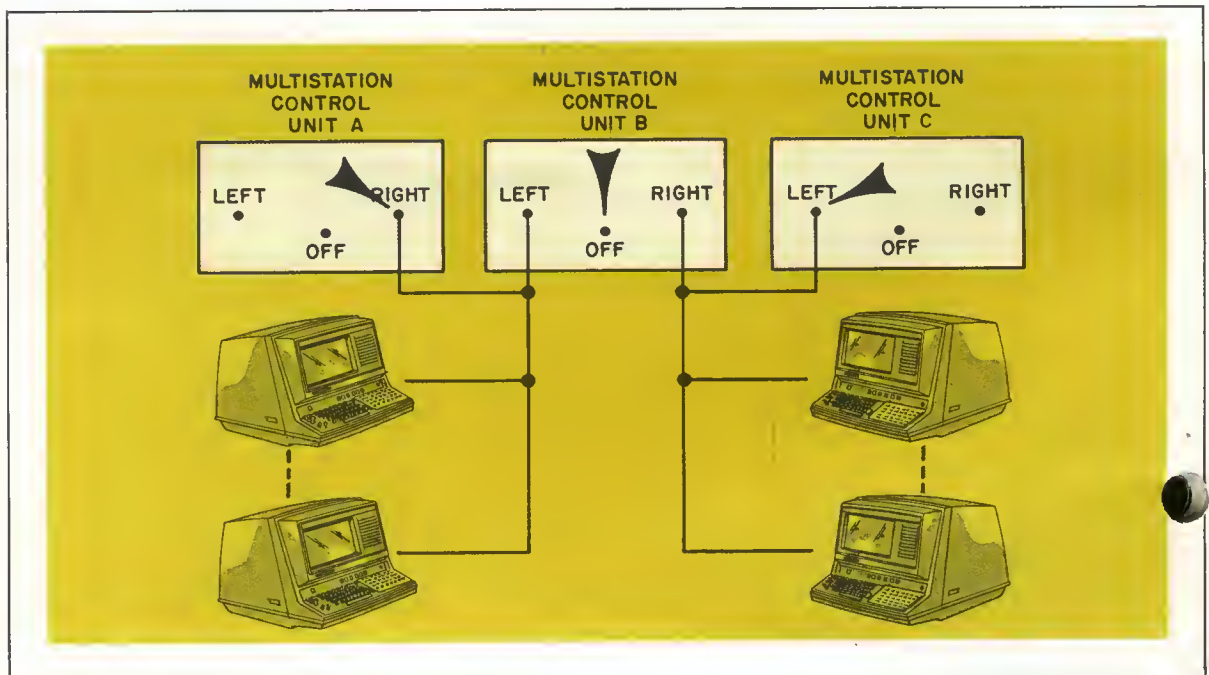 MULTISTATION
CONTROL
UNIT A
MULTISTATION
CONTROL
UNIT B
MULTISTATION
CONTROL
UNIT C
LEFT
RIGHT
OFF
LEFT
RIGHT
OFF
LEFT
RIGHT
OFF